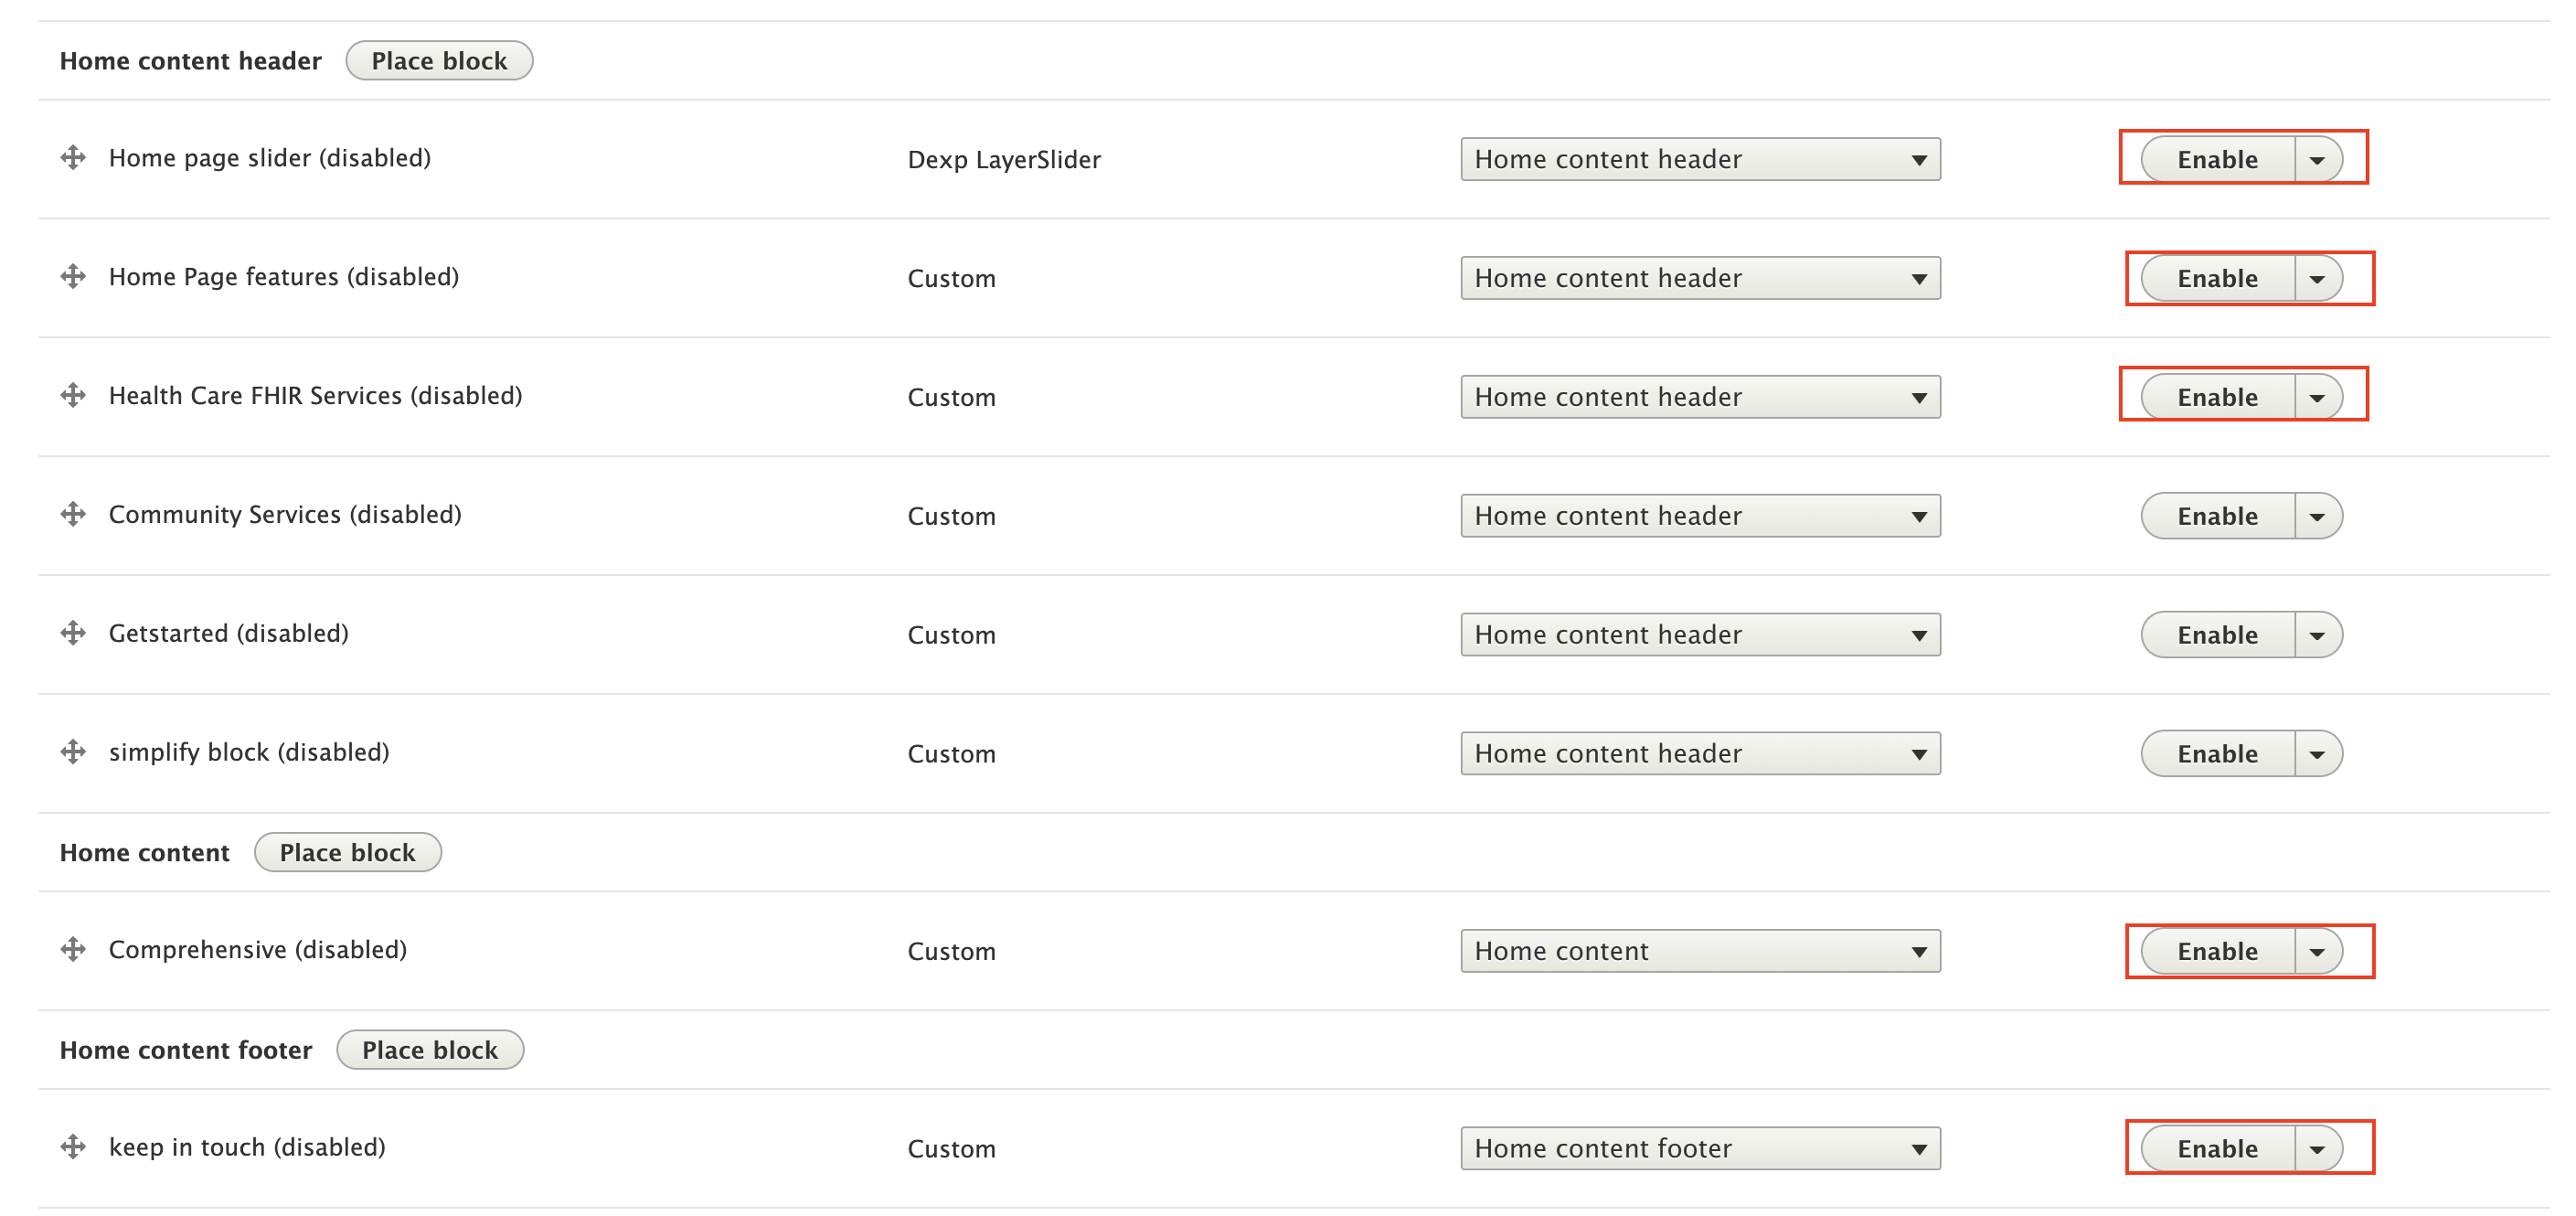 Home content header Place block
Home page slider (disabled) Dexp LayerSlider Home content header Enable
Home Page features (disabled) Custom Home content header Enable
Health Care FHIR Services (disabled) Custom Home content header Enable
Community Services (disabled) Custom Home content header Enable
Getstarted (disabled) Custom Home content header Enable
simplify block (disabled) Custom Home content header Enable
Home content Place block
Comprehensive (disabled) Custom Home content Enable
Home content footer Place block
keep in touch (disabled) Custom Home content footer Enable